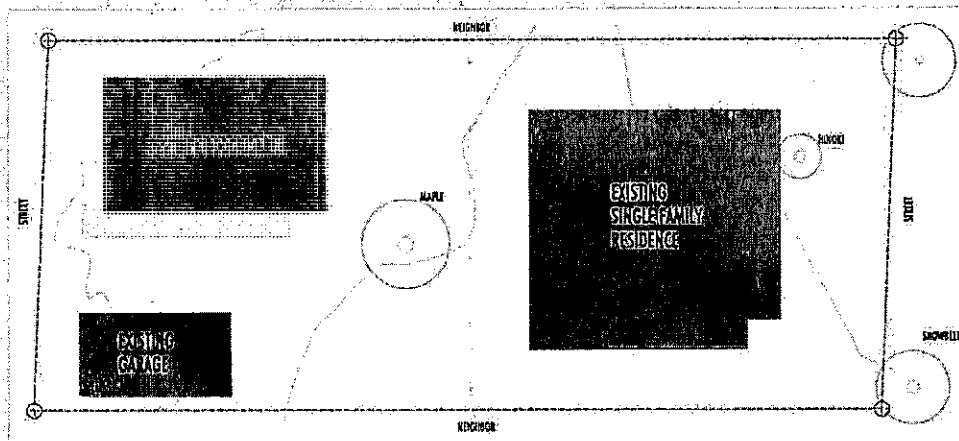 NEIGHBOR
MAPLE
STREET
EXISTING
SINGLE FAMILY
RESIDENCE
STREET
EXISTING
GARAGE
NEIGHBOR